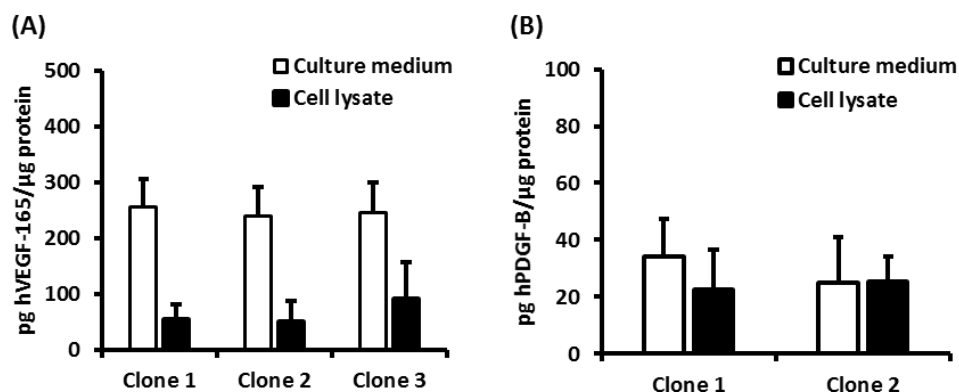 (A)
pg hVEGF-165/µg protein
500
400
300
200
100
0
Culture medium
Cell lysate
Clone 1
Clone 2
Clone 3
(B)
pg hPDGF-B/µg protein
100
80
60
40
20
0
Culture medium
Cell lysate
Clone 1
Clone 2